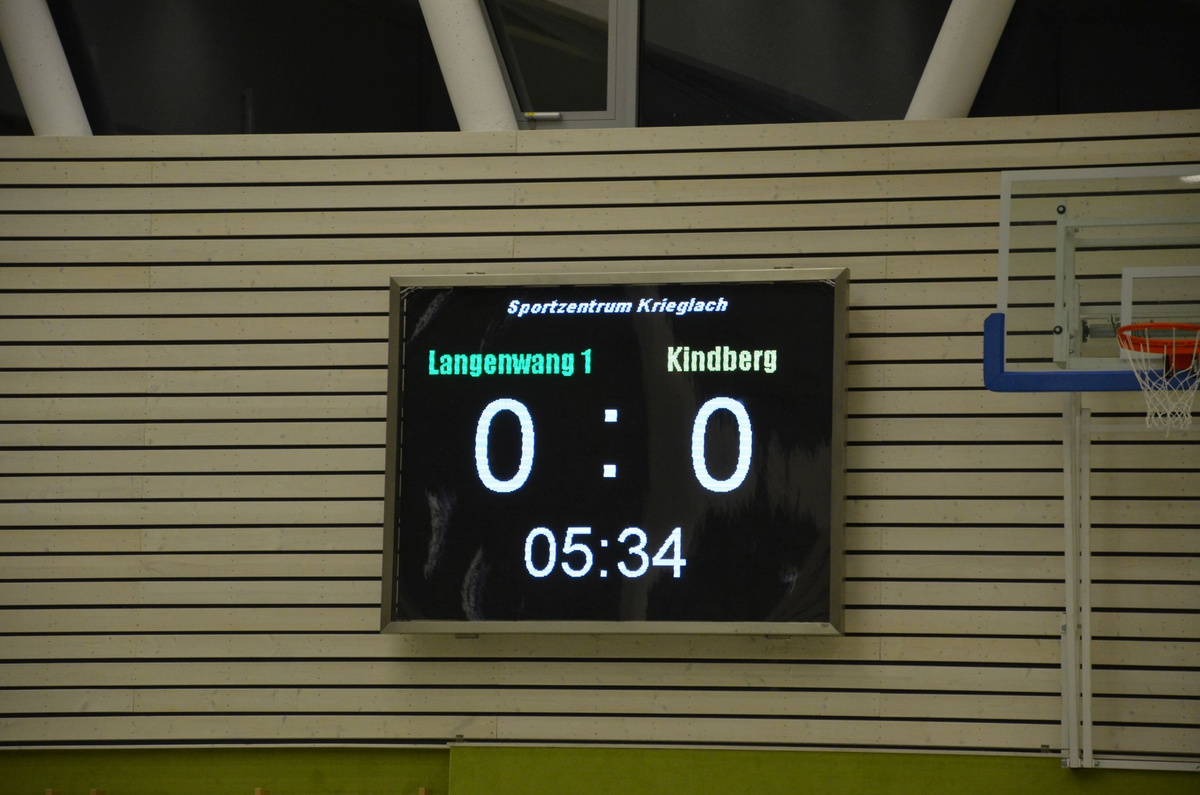 Sportzentrum Krieglach
Langenwang 1 Kindberg
0 : 0
05:34